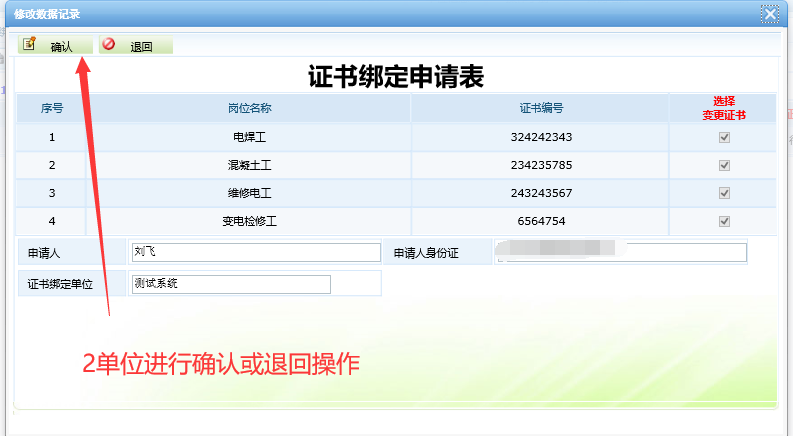 修改数据记录
确认 退回
证书绑定申请表
序号 岗位名称 证书编号 选择
变更证书
1 电焊工 324242343
2 混凝土工 234235785
3 维修电工 243243567
4 变电检修工 6564754
申请人 刘飞 申请人身份证
证书绑定单位 测试系统
2单位进行确认或退回操作